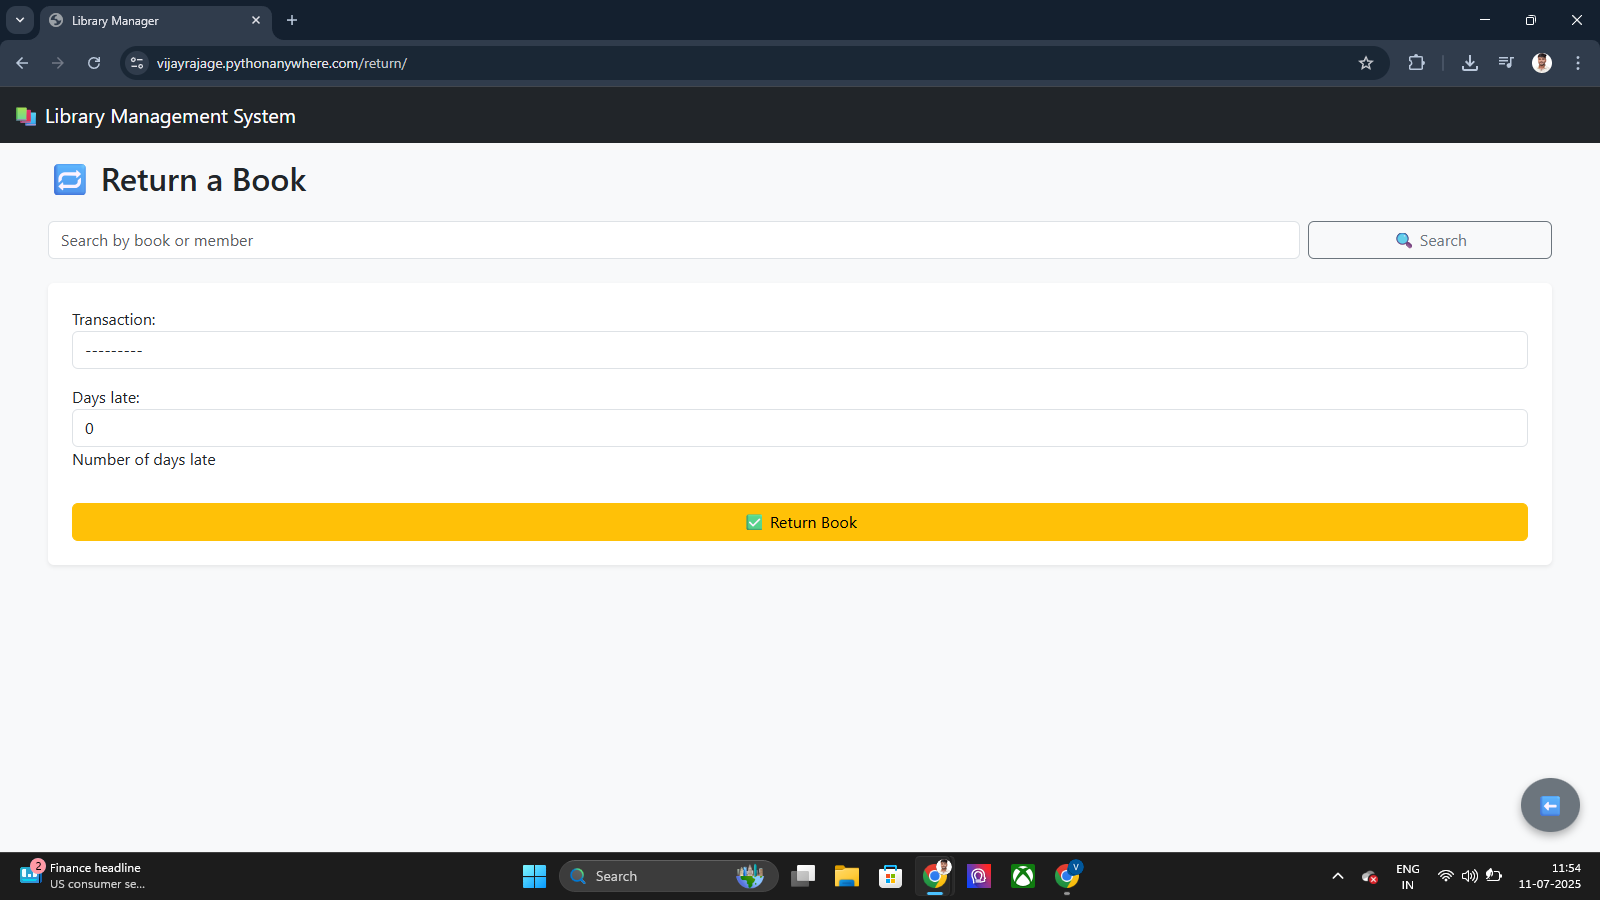 Library Manager
vijayrajage.pythonanywhere.com/return/
Library Management System
Return a Book
Search by book or member
Search
Transaction:
---------
Days late:
0
Number of days late
Return Book
2
Finance headline
US consumer se...
Search
V
ENG
IN
11:54
11-07-2025